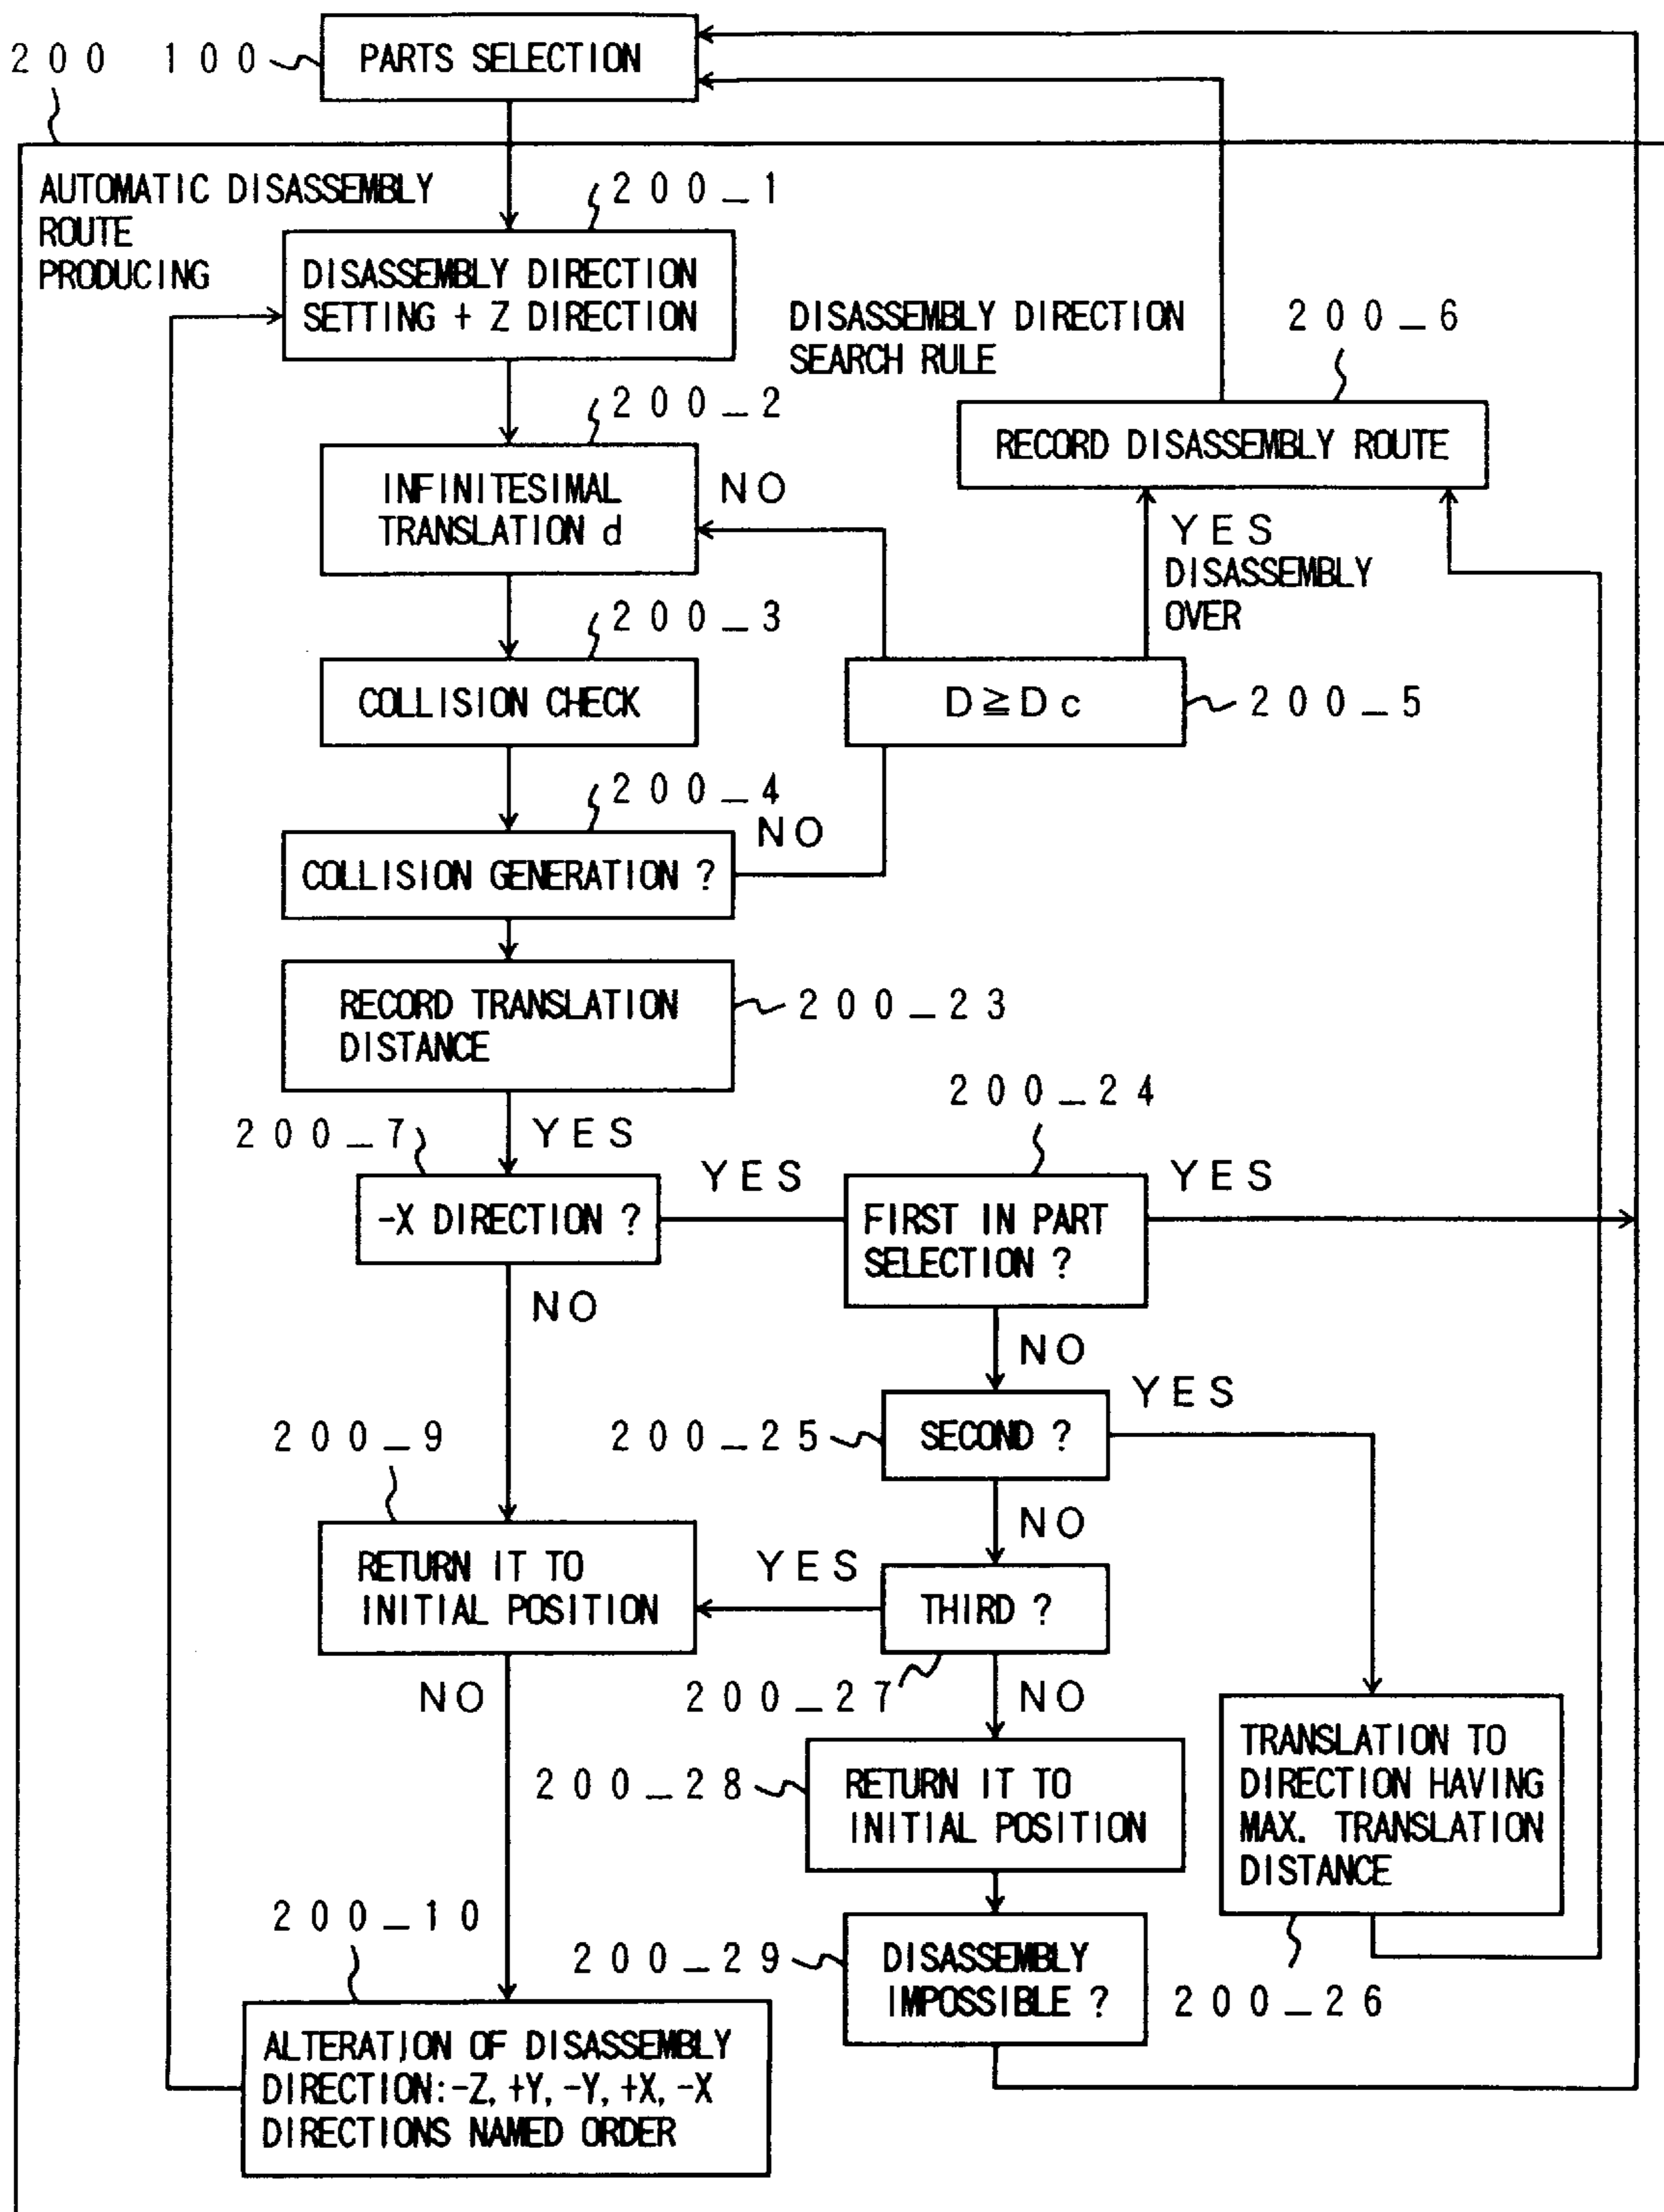 200
100
PARTS SELECTION
AUTOMATIC DISASSEMBLY
ROUTE
PRODUCING
200_1
DISASSEMBLY DIRECTION
SETTING + Z DIRECTION
DISASSEMBLY DIRECTION
SEARCH RULE
200_6
200_2
RECORD DISASSEMBLY ROUTE
INFINITESIMAL
TRANSLATION d
NO
YES
DISASSEMBLY
OVER
200_3
COLLISION CHECK
D≧Dc
200_5
200_4
NO
COLLISION GENERATION ?
RECORD TRANSLATION
DISTANCE
200_23
200_24
200_7
YES
YES
YES
-X DIRECTION ?
FIRST IN PART
SELECTION ?
NO
NO
YES
200_9
200_25
SECOND ?
NO
RETURN IT TO
INITIAL POSITION
YES
THIRD ?
NO
200_27
NO
TRANSLATION TO
DIRECTION HAVING
MAX. TRANSLATION
DISTANCE
200_28
RETURN IT TO
INITIAL POSITION
200_10
200_29
DISASSEMBLY
IMPOSSIBLE ?
200_26
ALTERATION OF DISASSEMBLY
DIRECTION:-Z, +Y, -Y, +X, -X
DIRECTIONS NAMED ORDER